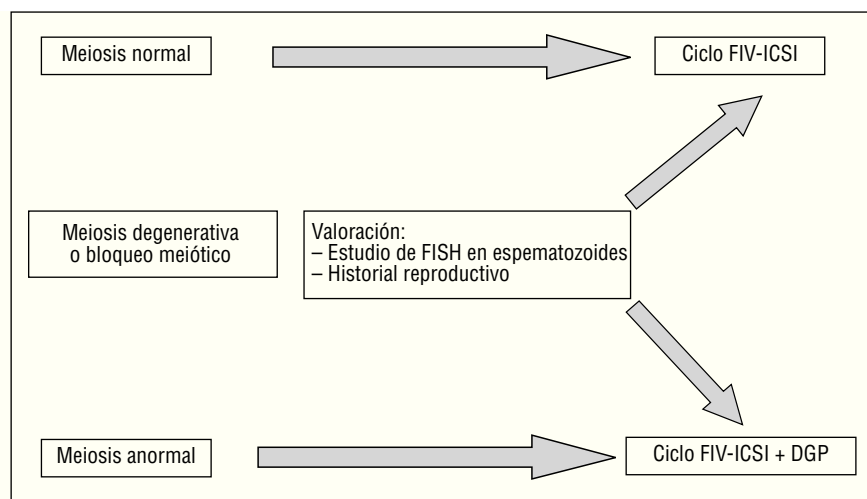 Meiosis normal
Ciclo FIV-ICSI
Meiosis degenerativa
o bloqueo meiótico
Valoración:
– Estudio de FISH en espematozoides
– Historial reproductivo
Meiosis anormal
Ciclo FIV-ICSI + DGP